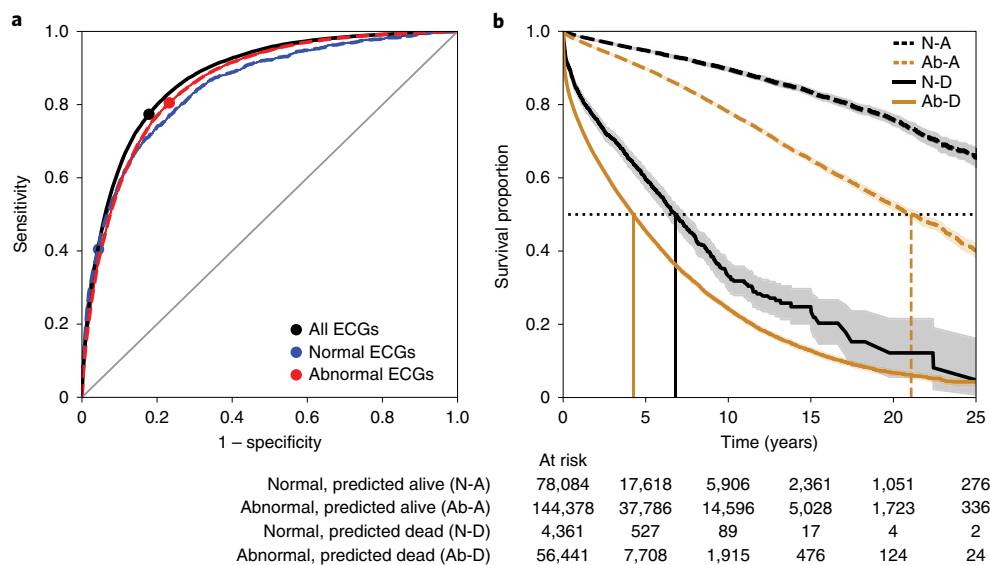 a
1.0
0.8
0.6
0.4
0.2
0
Sensitivity
All ECGs
Normal ECGs
Abnormal ECGs
0 0.2 0.4 0.6 0.8 1.0
1 – specificity
b
1.0
0.8
0.6
0.4
0.2
0
Survival proportion
N-A
Ab-A
N-D
Ab-D
0 5 10 15 20 25
Time (years)
At risk
Normal, predicted alive (N-A) 78,084 17,618 5,906 2,361 1,051 276
Abnormal, predicted alive (Ab-A) 144,378 37,786 14,596 5,028 1,723 336
Normal, predicted dead (N-D) 4,361 527 89 17 4 2
Abnormal, predicted dead (Ab-D) 56,441 7,708 1,915 476 124 24